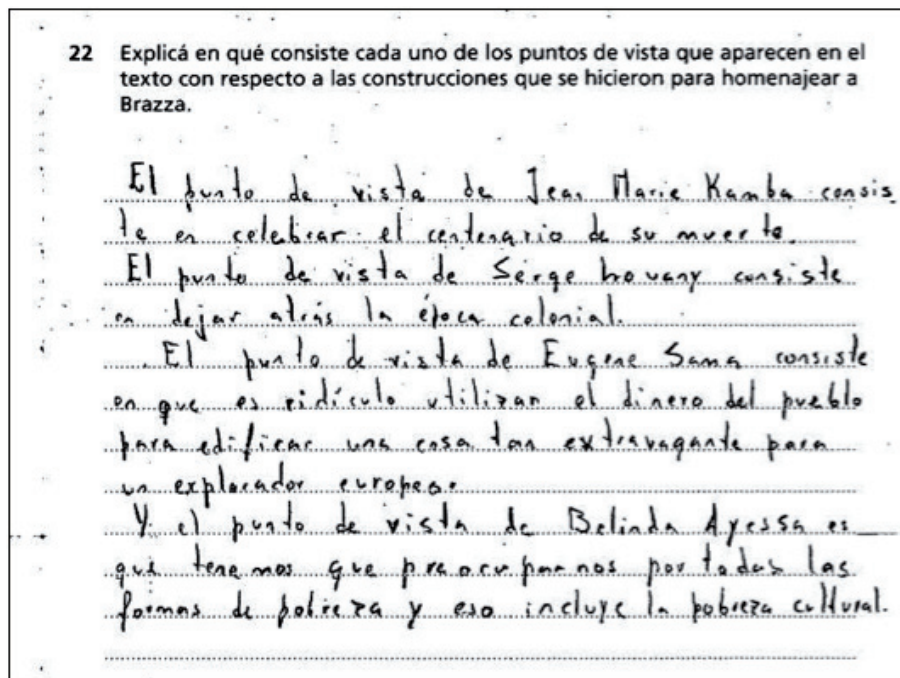 22 Explicá en qué consiste cada uno de los puntos de vista que aparecen en el
texto con respecto a las construcciones que se hicieron para homenajear a
Brazza.
El punto de vista de Jean Marie Kamba consis
te en celebrar el centenario de su muerte.
El punto de vista de Serge consiste
en dejar atrás la época colonial.
El punto de vista de Eugene Sama consiste
en que es ridículo utilizar el dinero del pueblo
para edificar una cosa tan extravagante para
un explorador europeo.
Y el punto de vista de Belinda Ayessa es
que tenemos que preocuparnos por todas las
formas de pobreza y eso incluye la pobreza cultural.